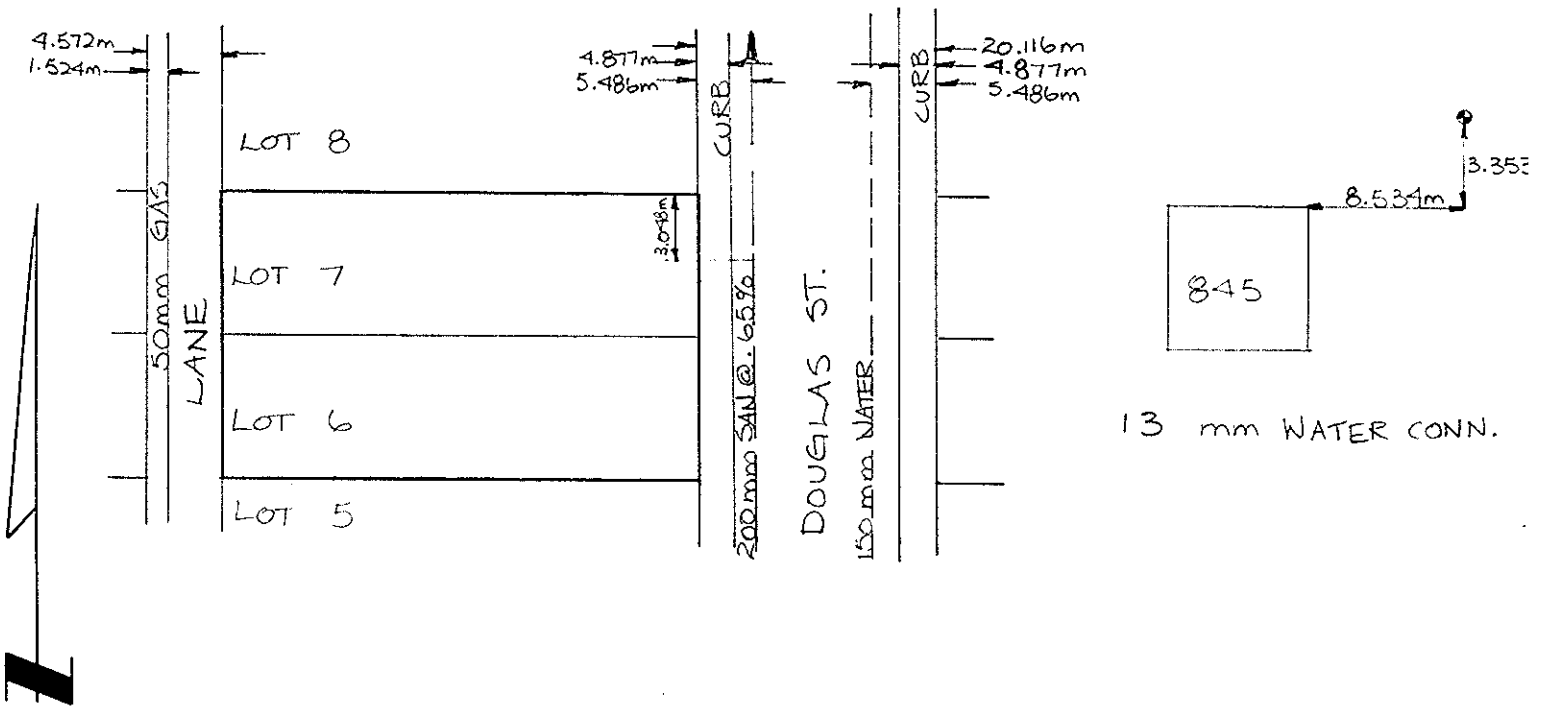 4.572m
1.524m
4.877m
5.486m
20.116m
4.877m
5.486m
CURB
CURB
LOT 8
3.353
8.534m
50mm GAS
3.048m
LOT 7
LANE
845
200mm SAN @ .65%
DOUGLAS ST.
150mm WATER
LOT 6
13 mm WATER CONN.
LOT 5
N